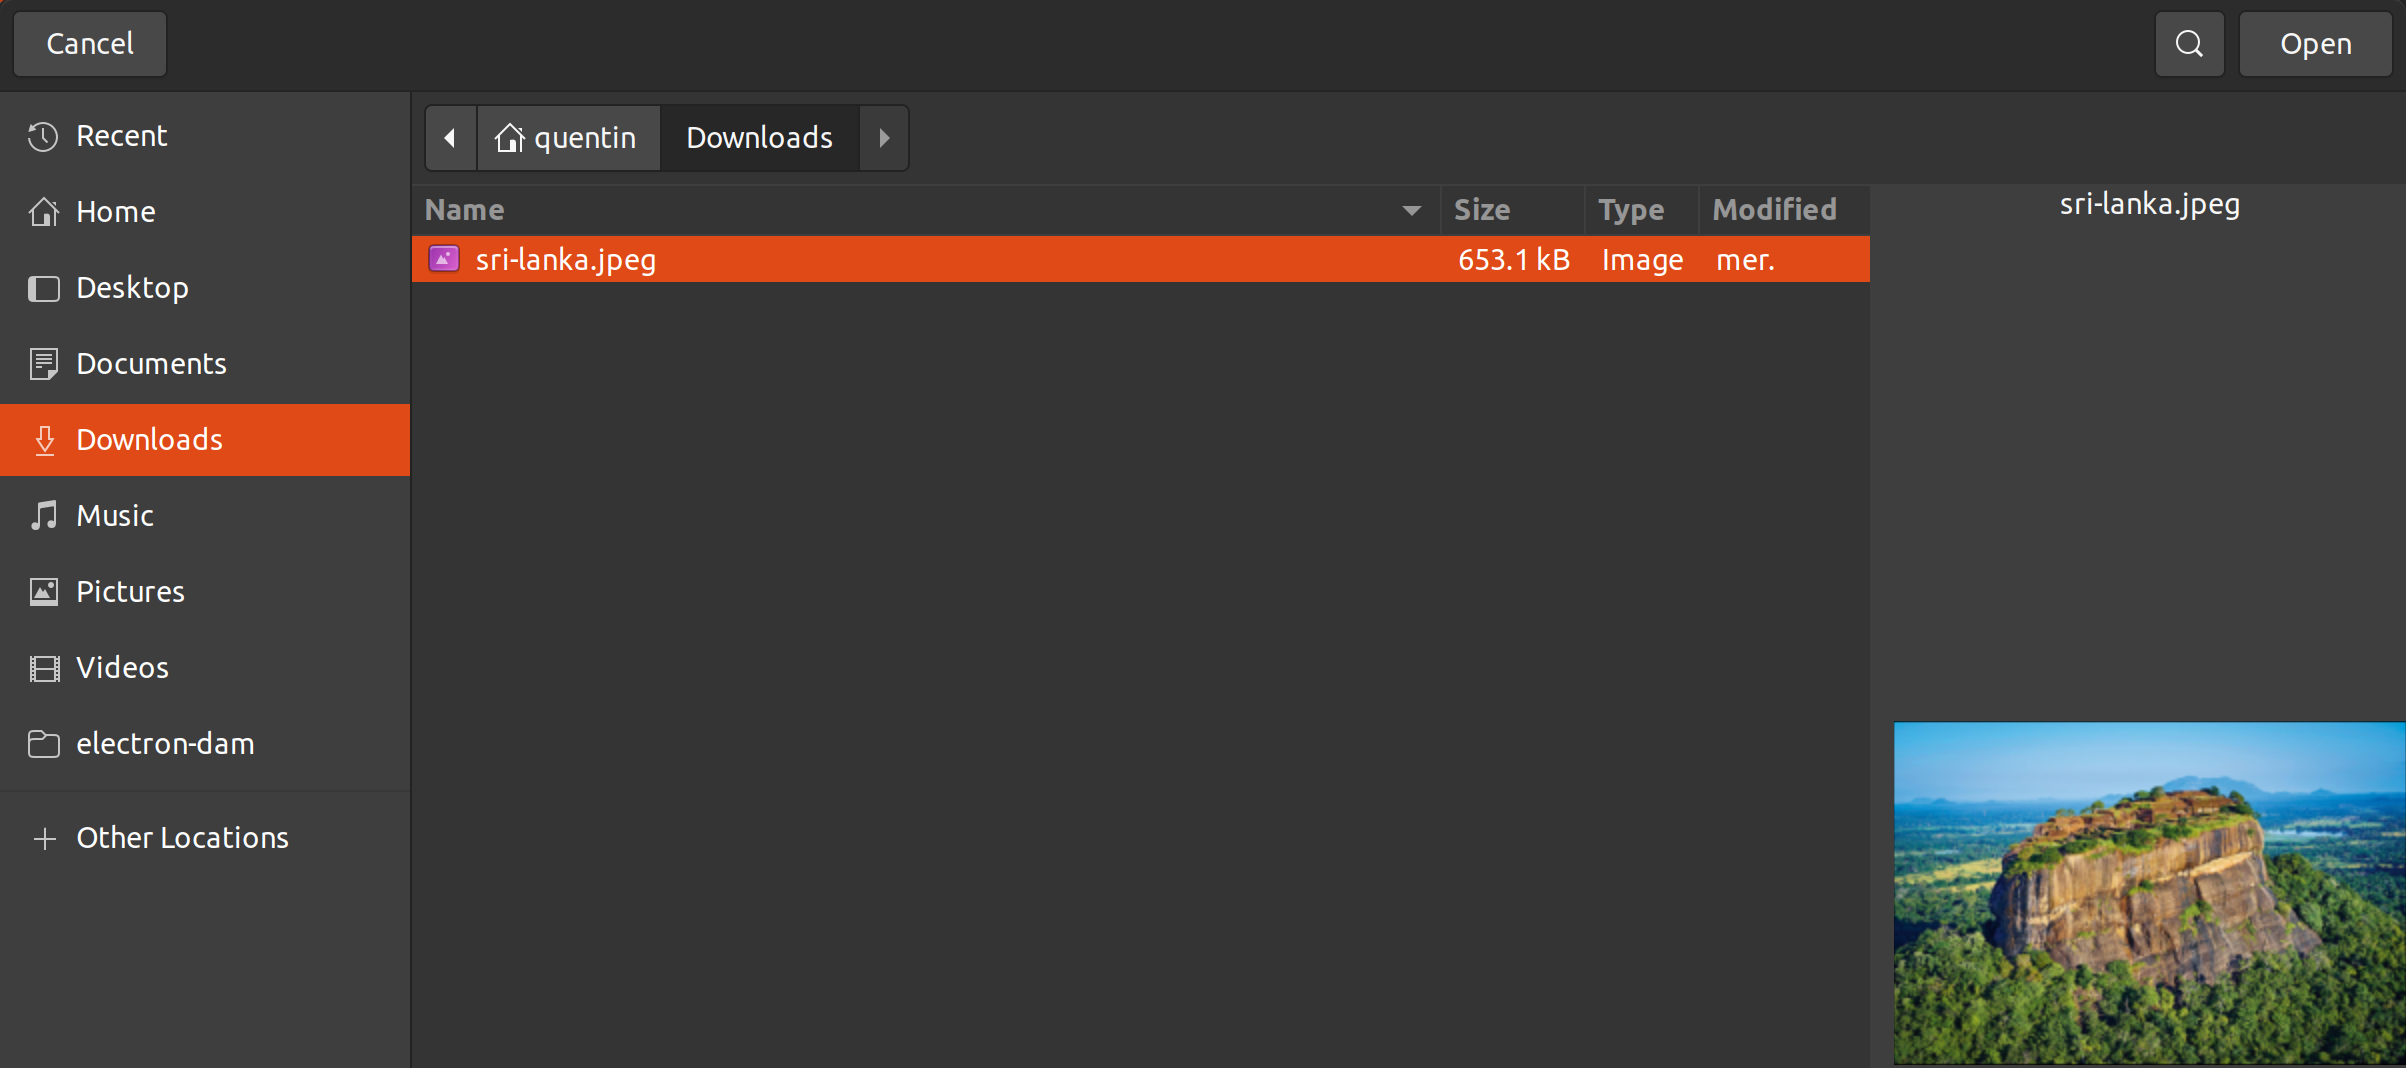 Cancel
Open
Recent
Home
Desktop
Documents
Downloads
Music
Pictures
Videos
electron-dam
Other Locations
quentin Downloads
Name Size Type Modified
sri-lanka.jpeg 653.1 kB Image mer.
sri-lanka.jpeg